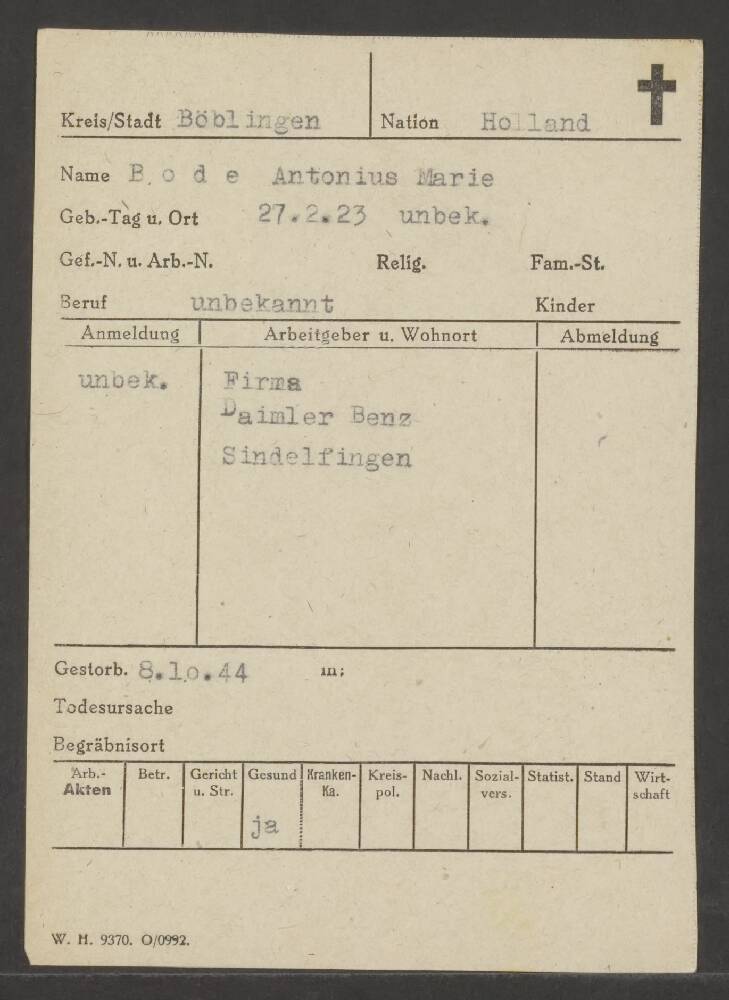 Kreis/Stadt Böblingen Nation Holland
Name B o d e Antonius Marie
Geb.-Tag u. Ort 27.2.23 unbek.
Gef.-N. u. Arb.-N. Relig. Fam.-St.
Beruf unbekannt Kinder
Anmeldung Arbeitgeber u. Wohnort Abmeldung
unbek. Firma
Daimler Benz
Sindelfingen
Gestorb. 8.10.44 in:
Todesursache
Begräbnisort
Arb.- Betr. Gericht Gesund Kranken- Kreis- Nachl. Sozial- Statist. Stand Wirt-
Akten u. Str. Ka. pol. vers. schaft
ja
W. H. 9370. O/0992.